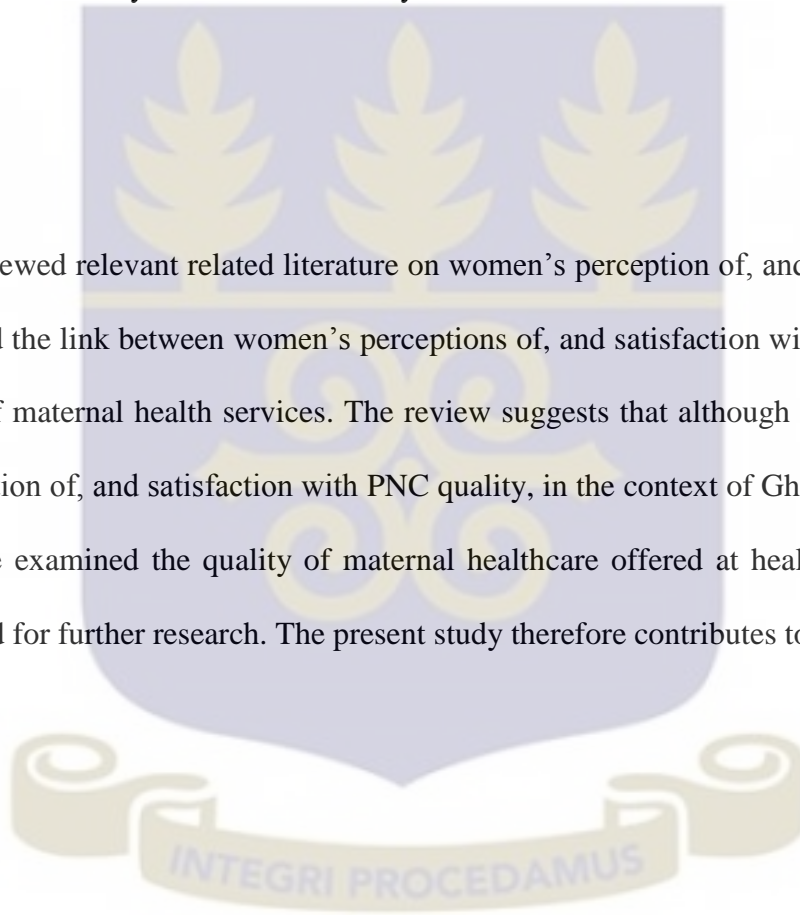 ewed relevant related literature on women’s perception of, and
the link between women’s perceptions of, and satisfaction wi
maternal health services. The review suggests that although
ion of, and satisfaction with PNC quality, in the context of Gh
examined the quality of maternal healthcare offered at heal
for further research. The present study therefore contributes to
INTEGRI PROCEDAMUS